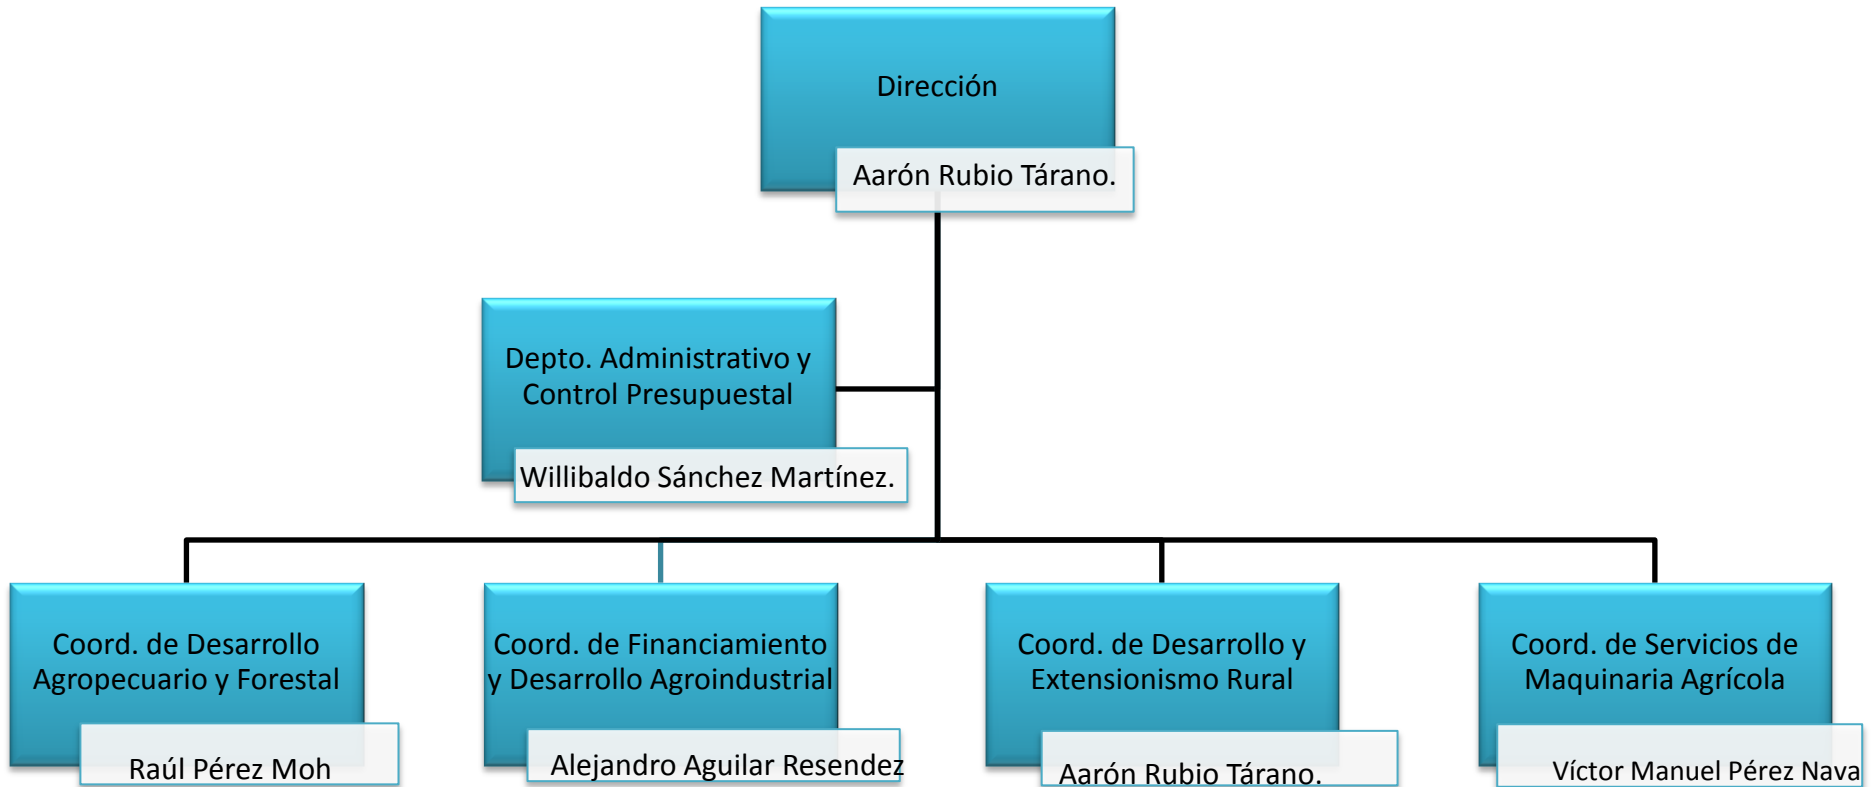 Dirección
Aarón Rubio Tárano.
Depto. Administrativo y
Control Presupuestal
Willibaldo Sánchez Martínez.
Coord. de Desarrollo
Agropecuario y Forestal
Raúl Pérez Moh
Coord. de Financiamiento
y Desarrollo Agroindustrial
Alejandro Aguilar Resendez
Coord. de Desarrollo y
Extensionismo Rural
Aarón Rubio Tárano.
Coord. de Servicios de
Maquinaria Agrícola
Víctor Manuel Pérez Nava